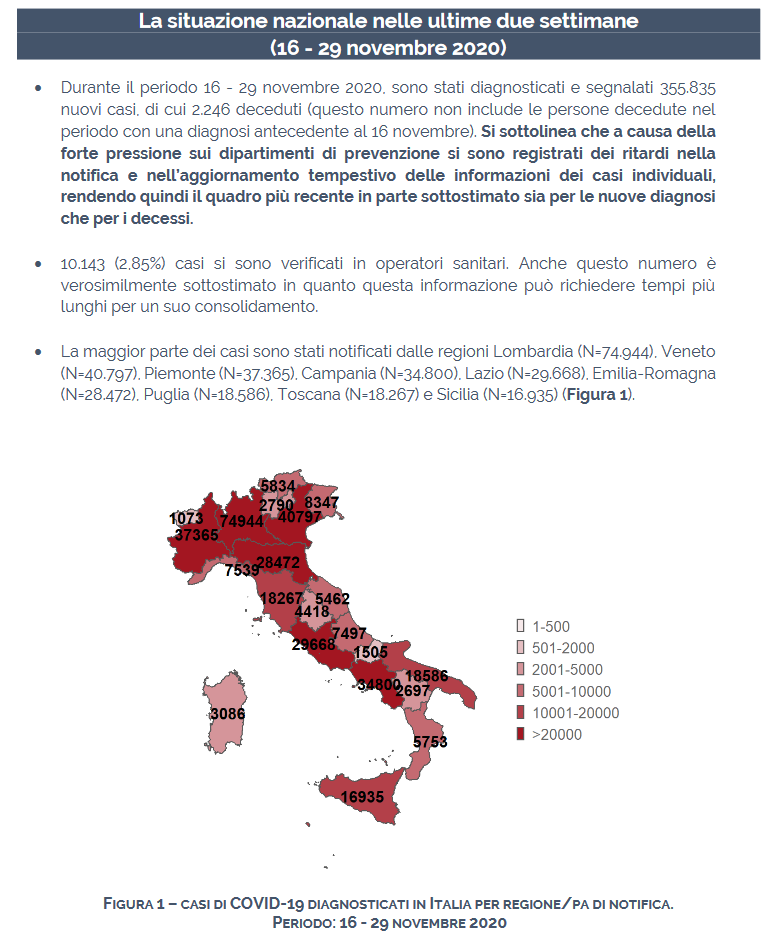 La situazione nazionale nelle ultime due settimane
(16 - 29 novembre 2020)
• Durante il periodo 16 - 29 novembre 2020, sono stati diagnosticati e segnalati 355.835
nuovi casi, di cui 2.246 deceduti (questo numero non include le persone decedute nel
periodo con una diagnosi antecedente al 16 novembre). Si sottolinea che a causa della
forte pressione sui dipartimenti di prevenzione si sono registrati dei ritardi nella
notifica e nell'aggiornamento tempestivo delle informazioni dei casi individuali,
rendendo quindi il quadro più recente in parte sottostimato sia per le nuove diagnosi
che per i decessi.
• 10.143 (2,85%) casi si sono verificati in operatori sanitari. Anche questo numero è
verosimilmente sottostimato in quanto questa informazione può richiedere tempi più
lunghi per un suo consolidamento.
• La maggior parte dei casi sono stati notificati dalle regioni Lombardia (N=74.944), Veneto
(N=40.797), Piemonte (N=37.365), Campania (N=34.800), Lazio (N=29.668), Emilia-Romagna
(N=28.472), Puglia (N=18.586), Toscana (N=18.267) e Sicilia (N=16.935) (Figura 1).
5834
2790
8347
1073
74944
40797
37365
28472
7539
18267
5462
4418
7497
29668
1505
18586
34800
2697
3086
5753
16935
1-500
501-2000
2001-5000
5001-10000
10001-20000
>20000
FIGURA 1 – CASI DI COVID-19 DIAGNOSTICATI IN ITALIA PER REGIONE/PA DI NOTIFICA.
PERIODO: 16 - 29 NOVEMBRE 2020